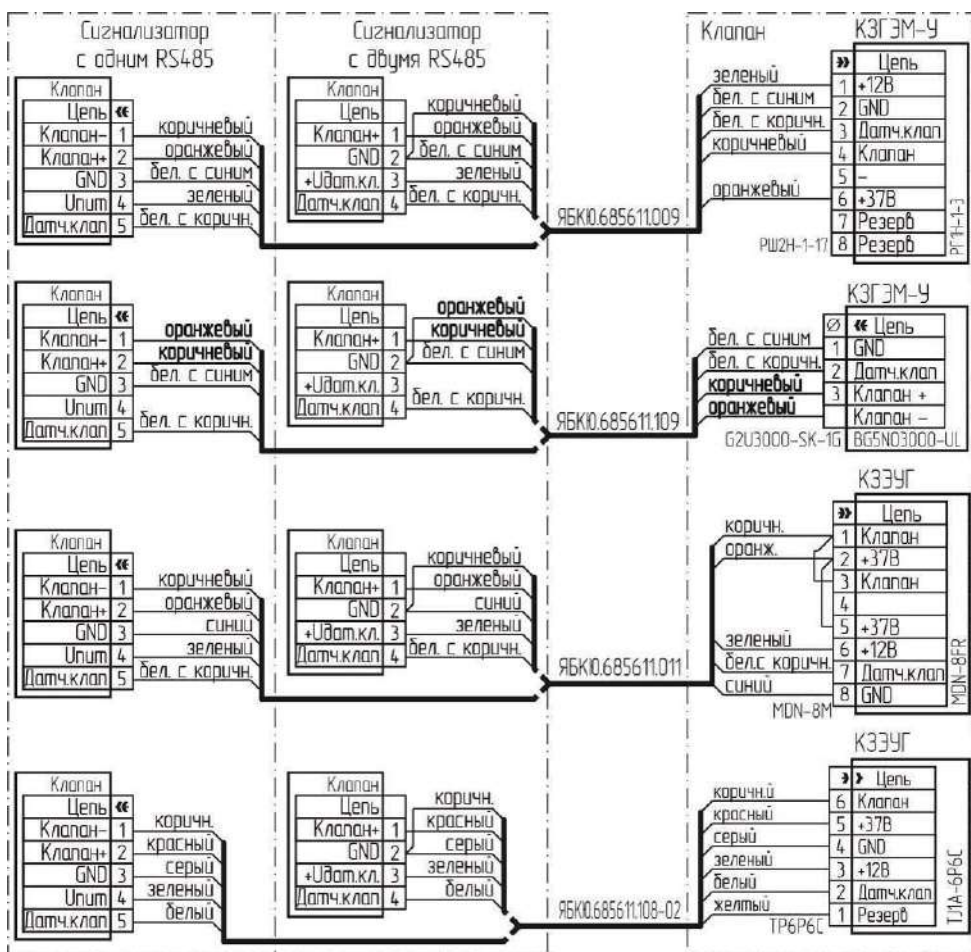 Сигнализатор
с одним RS485
Сигнализатор
с двумя RS485
Клапан
КЗГЭМ-У
Клапан
Цепь
Клапан- 1 коричневый
Клапан+ 2 оранжевый
GND 3 бел. с синим
Uпит 4 зеленый
Датч.клап 5 бел. с коричн.
Клапан
Цепь коричневый
Клапан+ 1 оранжевый
GND 2 бел. с синим
+Uдат.кл. 3 зеленый
Датч.клап 4 бел. с коричн.
ЯБКЮ.685611.009
Цепь
зеленый 1 +12В
бел. с синим 2 GND
бел. с коричн. 3 Датч.клап
коричневый 4 Клапан
5 -
оранжевый 6 +37В
7 Резерв
РШ2Н-1-17 8 Резерв
РГ1Н-1-3
Клапан
Цепь
Клапан- 1 оранжевый
Клапан+ 2 коричневый
GND 3 бел. с синим
Uпит 4
Датч.клап 5 бел. с коричн.
Клапан
Цепь оранжевый
Клапан+ 1 коричневый
GND 2 бел. с синим
+Uдат.кл. 3
Датч.клап 4 бел. с коричн.
ЯБКЮ.685611.109
КЗГЭМ-У
Ø Цепь
бел. с синим 1 GND
бел. с коричн. 2 Датч.клап
коричневый 3 Клапан +
оранжевый Клапан -
G2U3000-SK-1G BG5N03000-UL
Клапан
Цепь
Клапан- 1 коричневый
Клапан+ 2 оранжевый
GND 3 синий
Uпит 4 зеленый
Датч.клап 5 бел. с коричн.
Клапан
Цепь коричневый
Клапан+ 1 оранжевый
GND 2 синий
+Uдат.кл. 3 зеленый
Датч.клап 4 бел. с коричн.
ЯБКЮ.685611.011
КЗЭУГ
Цепь
коричн. 1 Клапан
оранж. 2 +37В
3 Клапан
4
5 +37В
зеленый 6 +12В
бел.с коричн. 7 Датч.клап
синий 8 GND
MDN-8M
MDN-8FR
Клапан
Цепь
Клапан- 1 коричн.
Клапан+ 2 красный
GND 3 серый
Uпит 4 зеленый
Датч.клап 5 белый
Клапан
Цепь коричн.
Клапан+ 1 красный
GND 2 серый
+Uдат.кл. 3 зеленый
Датч.клап 4 белый
ЯБКЮ.685611.108-02
КЗЭУГ
Цепь
коричн.й 6 Клапан
красный 5 +37В
серый 4 GND
зеленый 3 +12В
белый 2 Датч.клап
желтый 1 Резерв
TP6P6C
TJ1A-6P6C